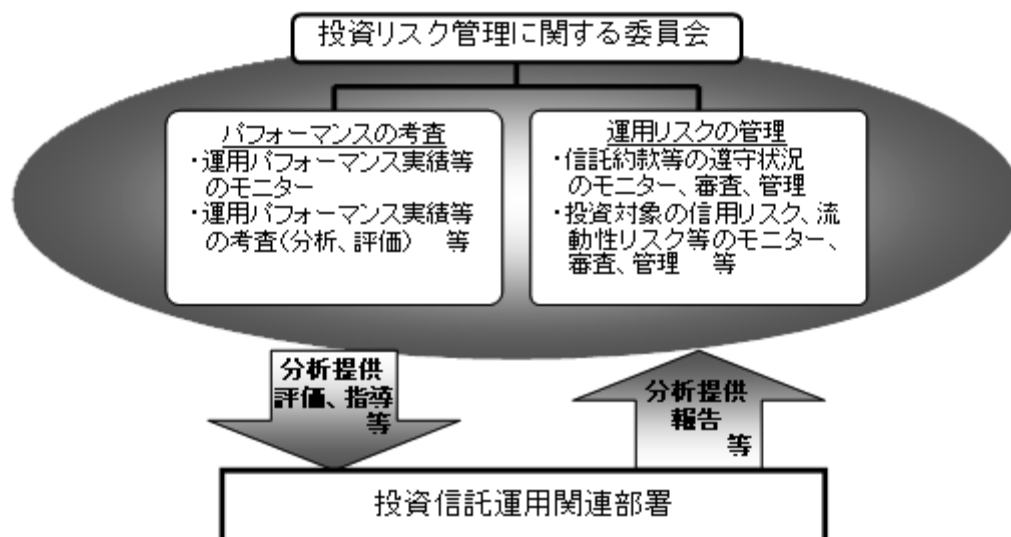 投資リスク管理に関する委員会
パフォーマンスの考査
・運用パフォーマンス実績等
のモニター
・運用パフォーマンス実績等
の考査(分析、評価) 等
運用リスクの管理
・信託約款等の遵守状況
のモニター、審査、管理
・投資対象の信用リスク、流
動性リスク等のモニター、
審査、管理 等
分析提供
評価、指導
等
分析提供
報告
等
投資信託運用関連部署